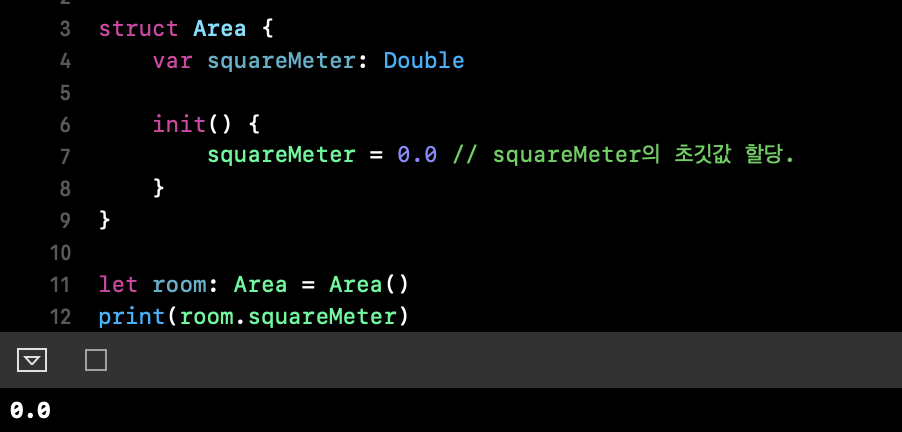 2
3 struct Area {
4     var squareMeter: Double
5
6     init() {
7         squareMeter = 0.0 // squareMeter의 초깃값 할당.
8     }
9 }
10
11 let room: Area = Area()
12 print(room.squareMeter)
0.0